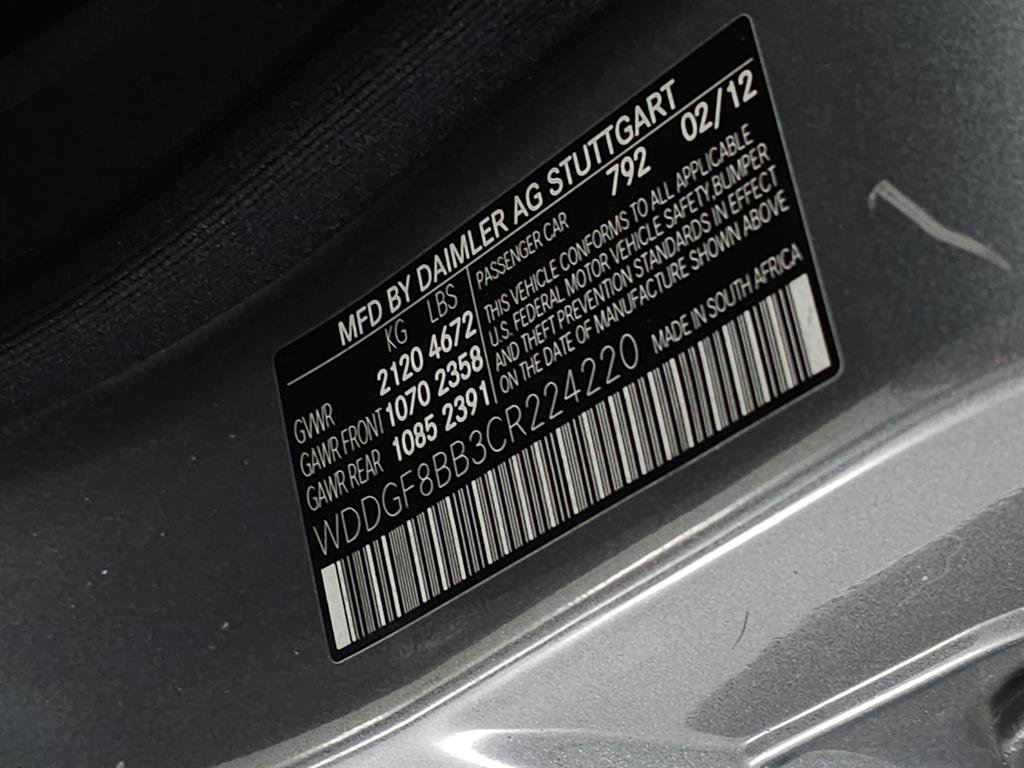 MFD BY DAIMLER AG STUTTGART
792 02/12
KG LBS
GVWR 2120 4672
GAWR FRONT 1070 2358
GAWR REAR 1085 2391
PASSENGER CAR
THIS VEHICLE CONFORMS TO ALL APPLICABLE
U.S. FEDERAL MOTOR VEHICLE SAFETY,BUMPER
AND THEFT PREVENTION STANDARDS IN EFFECT
ON THE DATE OF MANUFACTURE SHOWN ABOVE
WDDGF8BB3CR224220 MADE IN SOUTH AFRICA